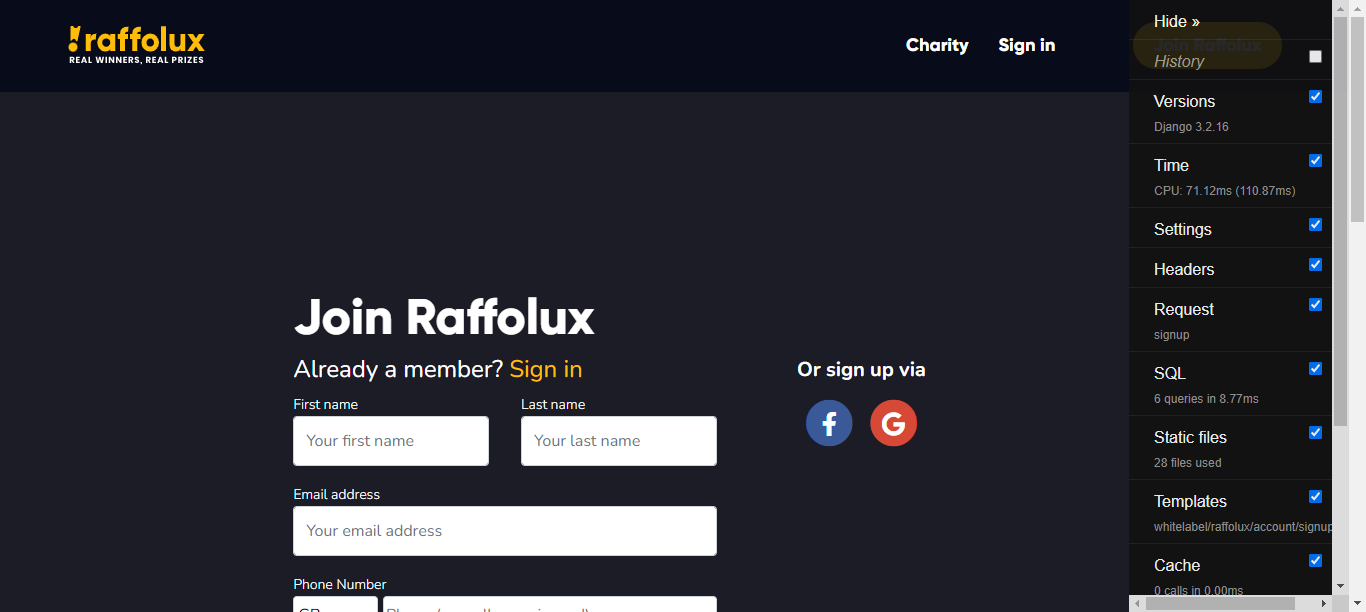 raffolux
REAL WINNERS, REAL PRIZES
Charity
Sign in
Join Raffolux
Hide »
History
Versions
Django 3.2.16
Time
CPU: 71.12ms (110.87ms)
Settings
Headers
Request
signup
SQL
6 queries in 8.77ms
Static files
28 files used
Templates
whitelabel/raffolux/account/signup
Cache
0 calls in 0.00ms
Join Raffolux
Already a member? Sign in
First name
Last name
Your first name
Your last name
Email address
Your email address
Phone Number
GB
Or sign up via